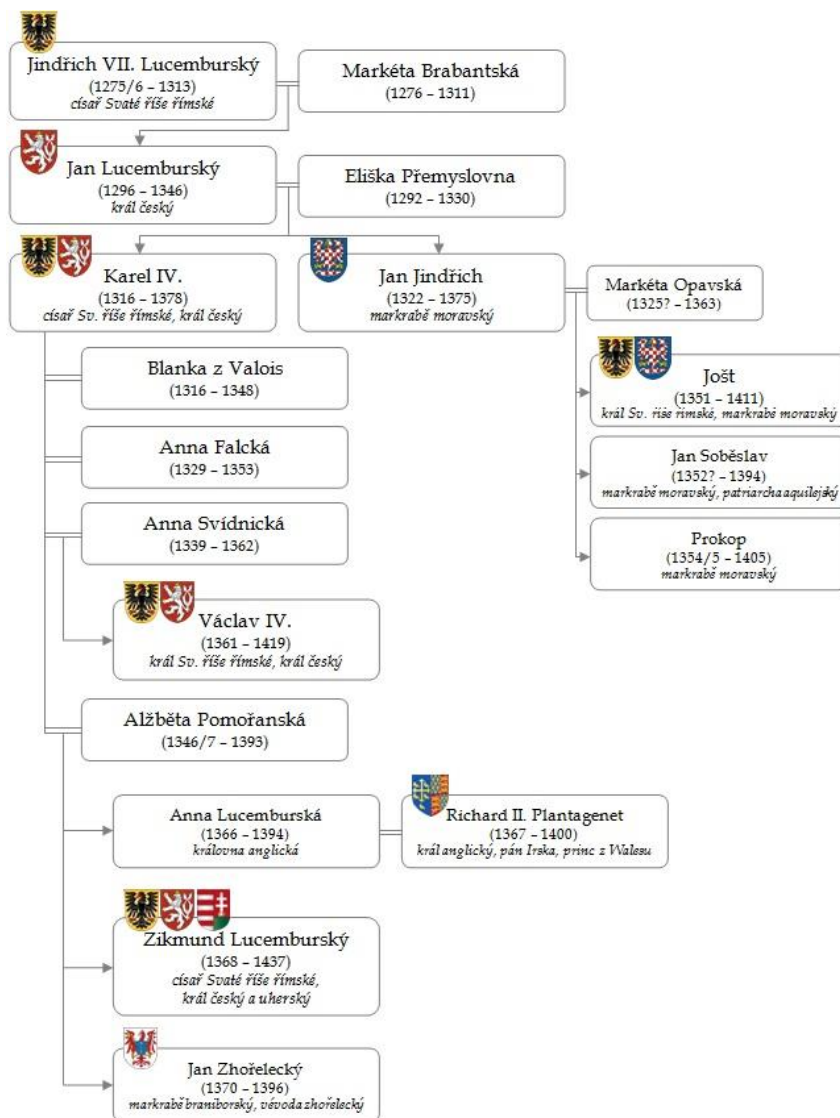 Jindřich VII. Lucemburský
(1275/6 – 1313)
císař Svaté říše římské
Markéta Brabantská
(1276 – 1311)
Jan Lucemburský
(1296 – 1346)
král český
Eliška Přemyslovna
(1292 – 1330)
Karel IV.
(1316 – 1378)
císař Sv. říše římské, král český
Jan Jindřich
(1322 – 1375)
markrabě moravský
Markéta Opavská
(1325? – 1363)
Jošt
(1351 – 1411)
král Sv. říše římské, markrabě moravský
Jan Soběslav
(1352? – 1394)
markrabě moravský, patriarcha aquilejský
Prokop
(1354/5 – 1405)
markrabě moravský
Blanka z Valois
(1316 – 1348)
Anna Falcká
(1329 – 1353)
Anna Svídnická
(1339 – 1362)
Václav IV.
(1361 – 1419)
král Sv. říše římské, král český
Alžběta Pomořanská
(1346/7 – 1393)
Anna Lucemburská
(1366 – 1394)
královna anglická
Richard II. Plantagenet
(1367 – 1400)
král anglický, pán Irska, princ z Walesu
Zikmund Lucemburský
(1368 – 1437)
císař Svaté říše římské,
král český a uherský
Jan Zhořelecký
(1370 – 1396)
markrabě braniborský, vévoda zhořelecký